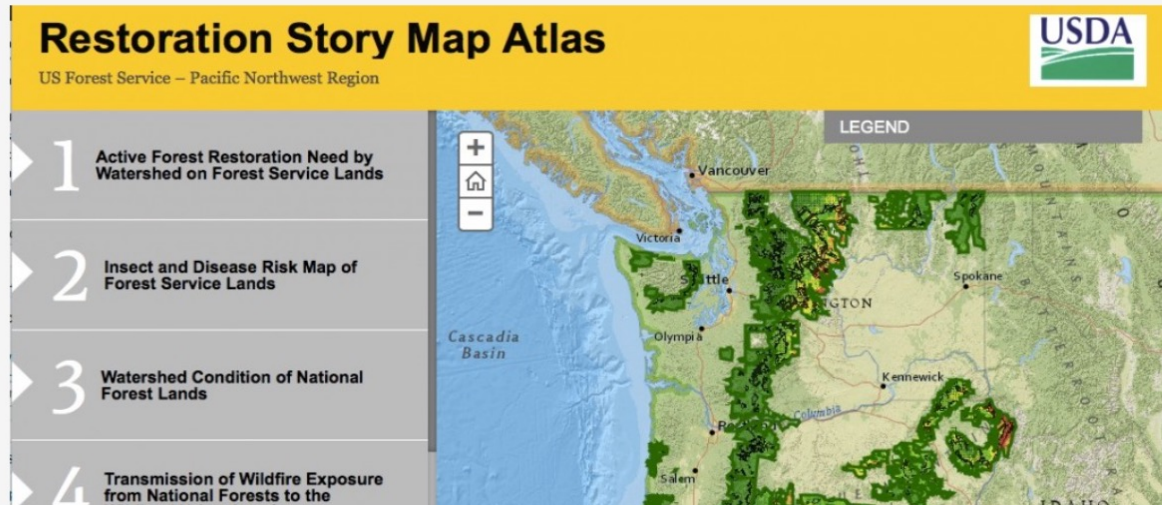 Restoration Story Map Atlas
US Forest Service – Pacific Northwest Region
USDA
1
Active Forest Restoration Need by
Watershed on Forest Service Lands
2
Insect and Disease Risk Map of
Forest Service Lands
3
Watershed Condition of National
Forest Lands
4
Transmission of Wildfire Exposure
from National Forests to the
LEGEND
+
−
Vancouver
Victoria
Spokane
Olympia
Cascadia
Basin
Kennewick
Columbia
Salem